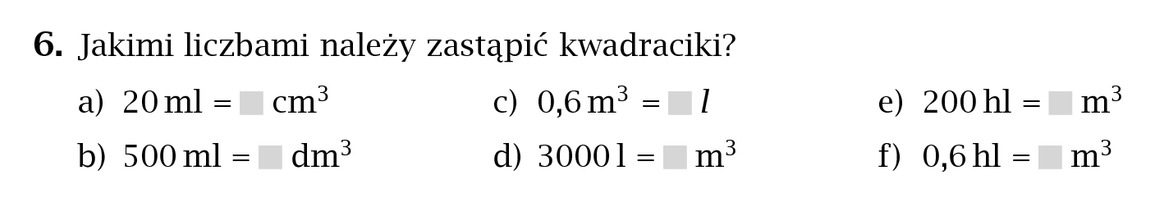 6. Jakimi liczbami należy zastąpić kwadraciki?
a) 20 ml = cm³ c) 0,6 m³ = l e) 200 hl = m³
b) 500 ml = dm³ d) 3000 l = m³ f) 0,6 hl = m³